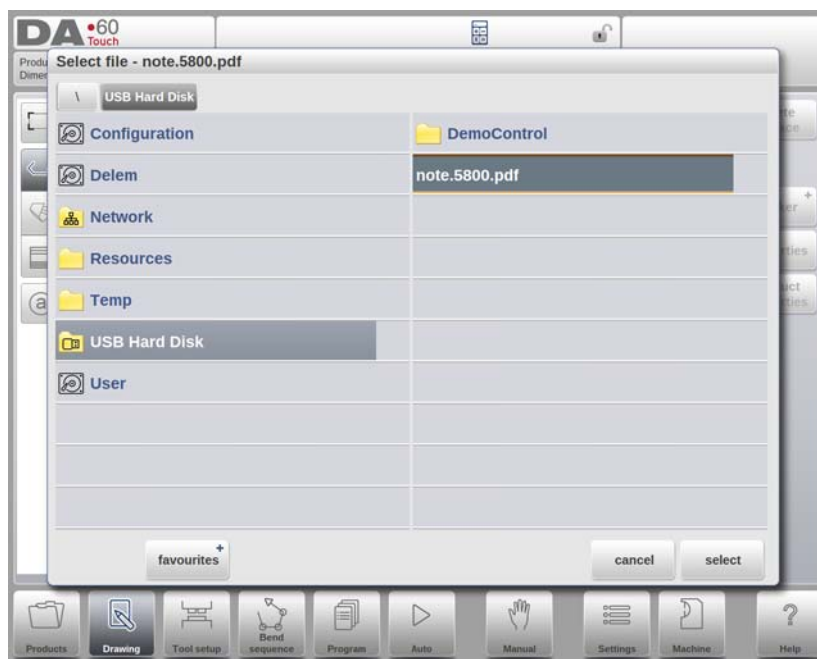 DA•60
Touch
Produ
Dimen
Select file - note.5800.pdf
\
USB Hard Disk
Configuration
DemoControl
Delem
note.5800.pdf
Network
Resources
Temp
USB Hard Disk
User
favourites+
cancel
select
Products
Drawing
Tool setup
Bend
sequence
Program
Auto
Manual
Settings
Machine
?
Help